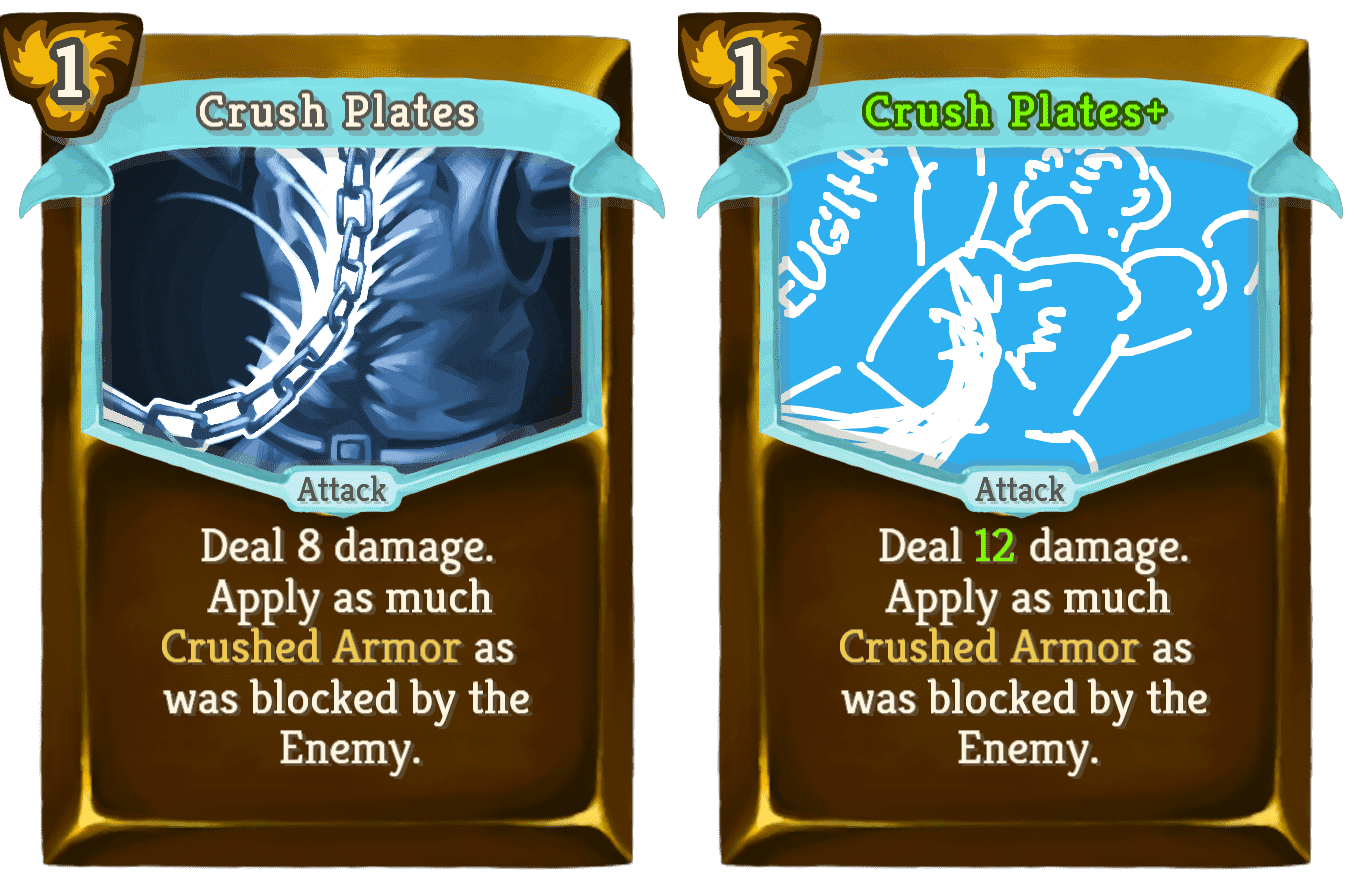 1
Crush Plates
Attack
Deal 8 damage.
Apply as much
Crushed Armor as
was blocked by the
Enemy.
1
Crush Plates+
Attack
Deal 12 damage.
Apply as much
Crushed Armor as
was blocked by the
Enemy.